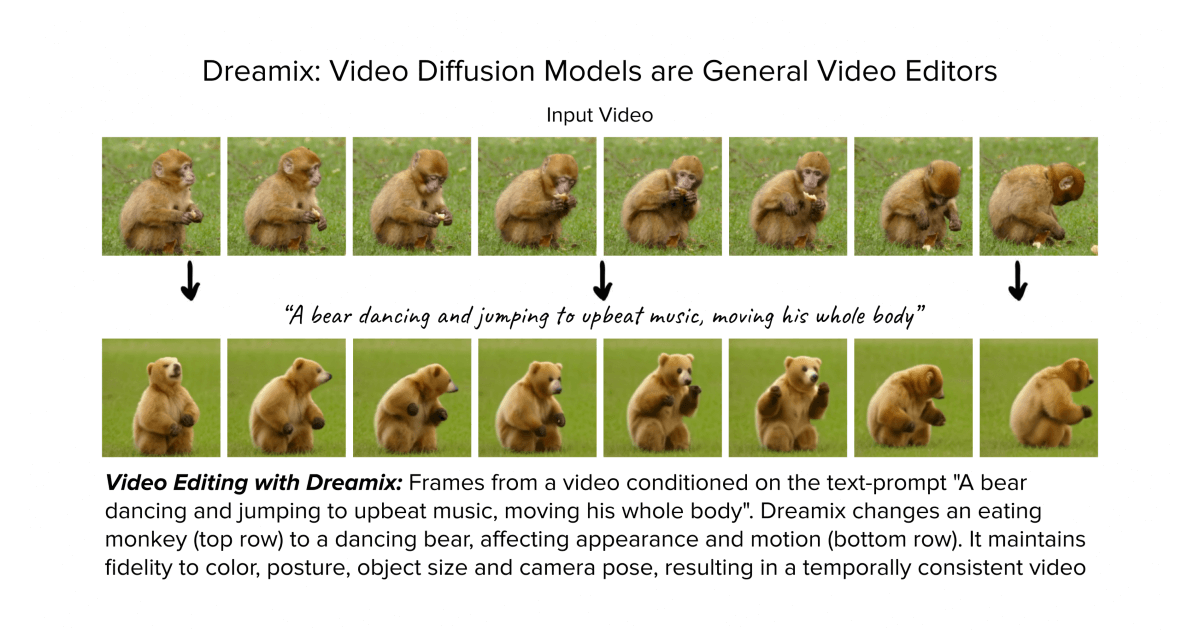 Dreamix: Video Diffusion Models are General Video Editors
Input Video
“A bear dancing and jumping to upbeat music, moving his whole body”
Video Editing with Dreamix: Frames from a video conditioned on the text-prompt "A bear
dancing and jumping to upbeat music, moving his whole body". Dreamix changes an eating
monkey (top row) to a dancing bear, affecting appearance and motion (bottom row). It maintains
fidelity to color, posture, object size and camera pose, resulting in a temporally consistent video